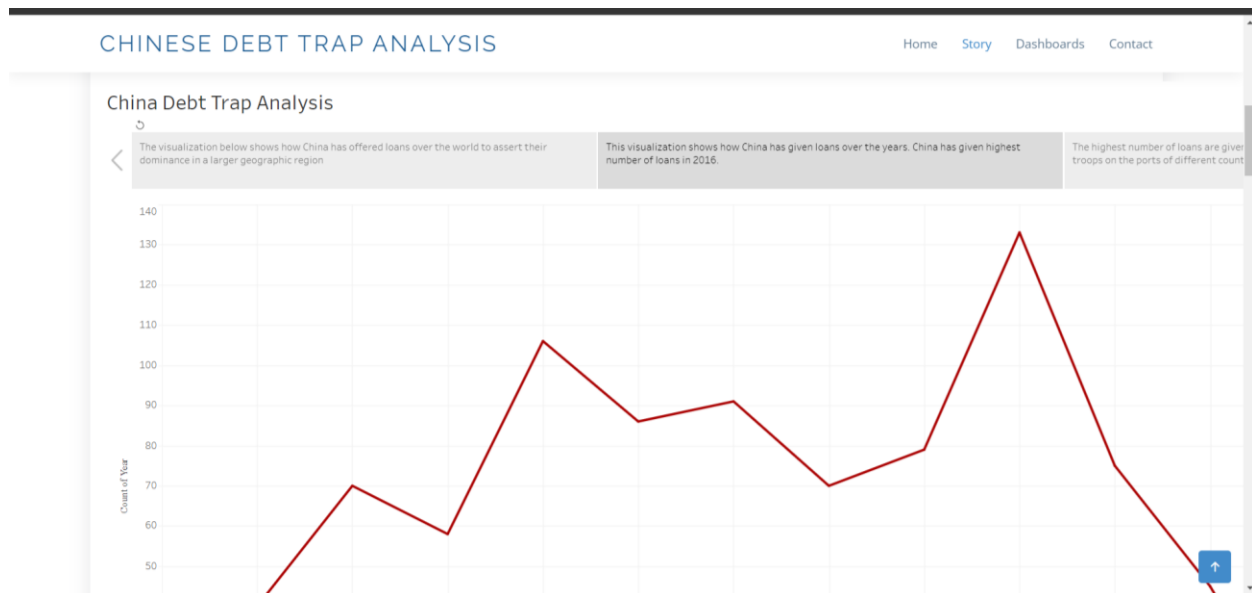 CHINESE DEBT TRAP ANALYSIS
Home Story Dashboards Contact
China Debt Trap Analysis
The visualization below shows how China has offered loans over the world to assert their
dominance in a larger geographic region
This visualization shows how China has given loans over the years. China has given highest
number of loans in 2016.
The highest number of loans are giver
troops on the ports of different count
140
130
120
110
100
90
80
70
60
50
Count of Year